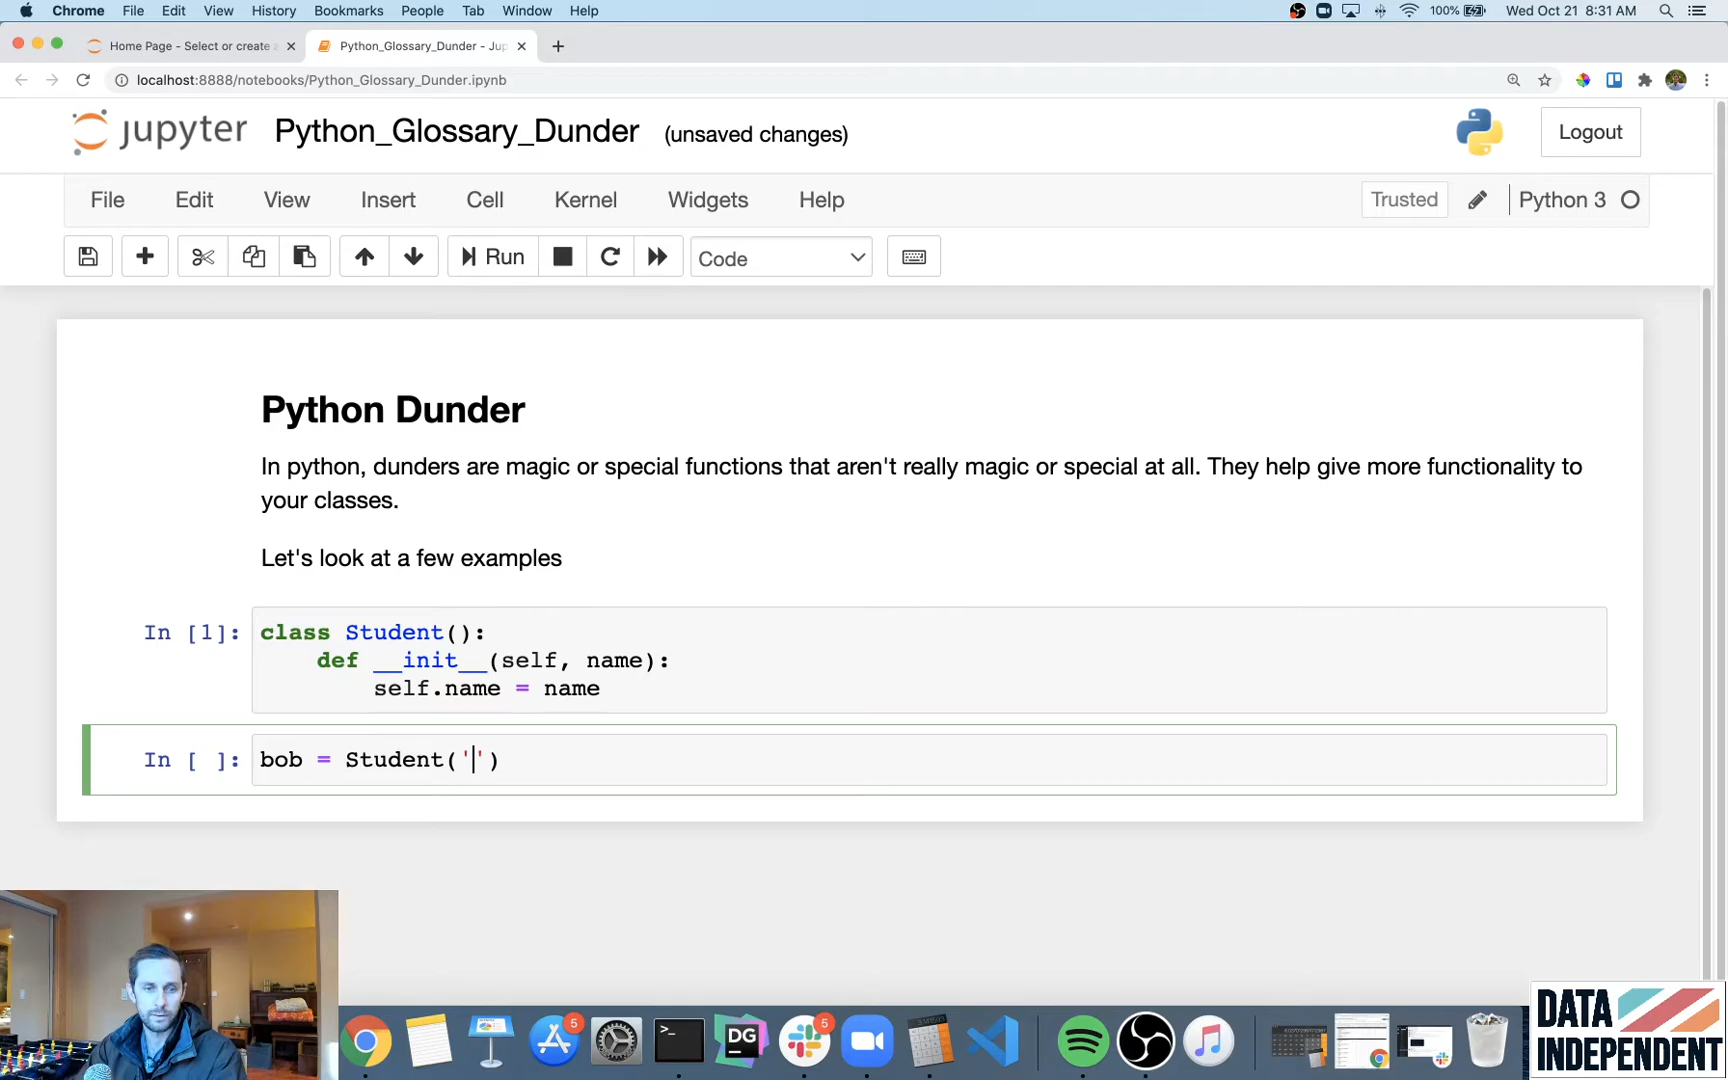 Chrome File Edit View History Bookmarks People Tab Window Help 100% Wed Oct 21 8:31 AM
Home Page - Select or create a Python_Glossary_Dunder - Jup
localhost:8888/notebooks/Python_Glossary_Dunder.ipynb
jupyter Python_Glossary_Dunder (unsaved changes) Logout
File Edit View Insert Cell Kernel Widgets Help Trusted Python 3
Run Code
Python Dunder
In python, dunders are magic or special functions that aren't really magic or special at all. They help give more functionality to
your classes.
Let's look at a few examples
In [1]: class Student():
def __init__(self, name):
self.name = name
In [ ]: bob = Student('')
5 >_ DG 5
DATA
INDEPENDENT